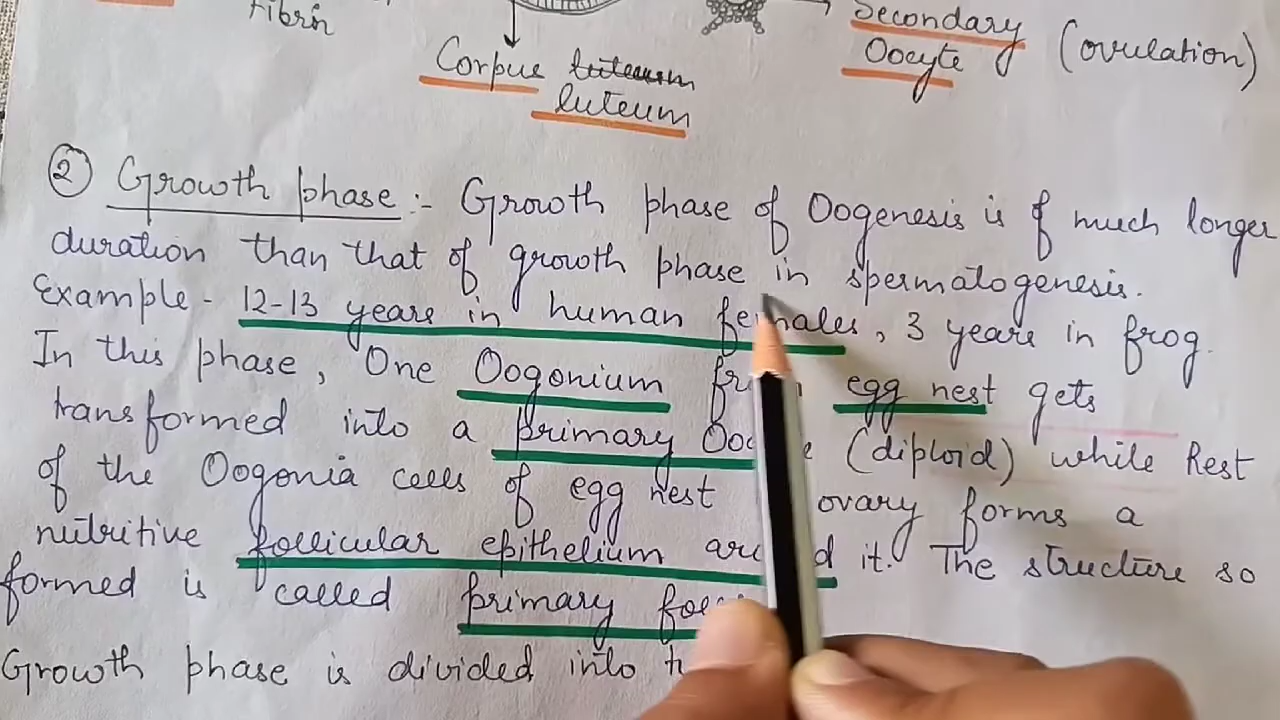 Fibrin
Secondary
Oocyte (ovulation)
Corpus
luteum
② Growth phase :- Growth phase of Oogenesis is of much longer
duration than that of growth phase in spermatogenesis.
Example - 12-13 years in human females, 3 years in frog.
In this phase, One Oogonium egg nest gets
transformed into a primary (diploid) while Rest
of the Oogonia cells of egg nest ovary forms a
nutritive follicular epithelium it. The structure so
formed is called primary
Growth phase is divided into